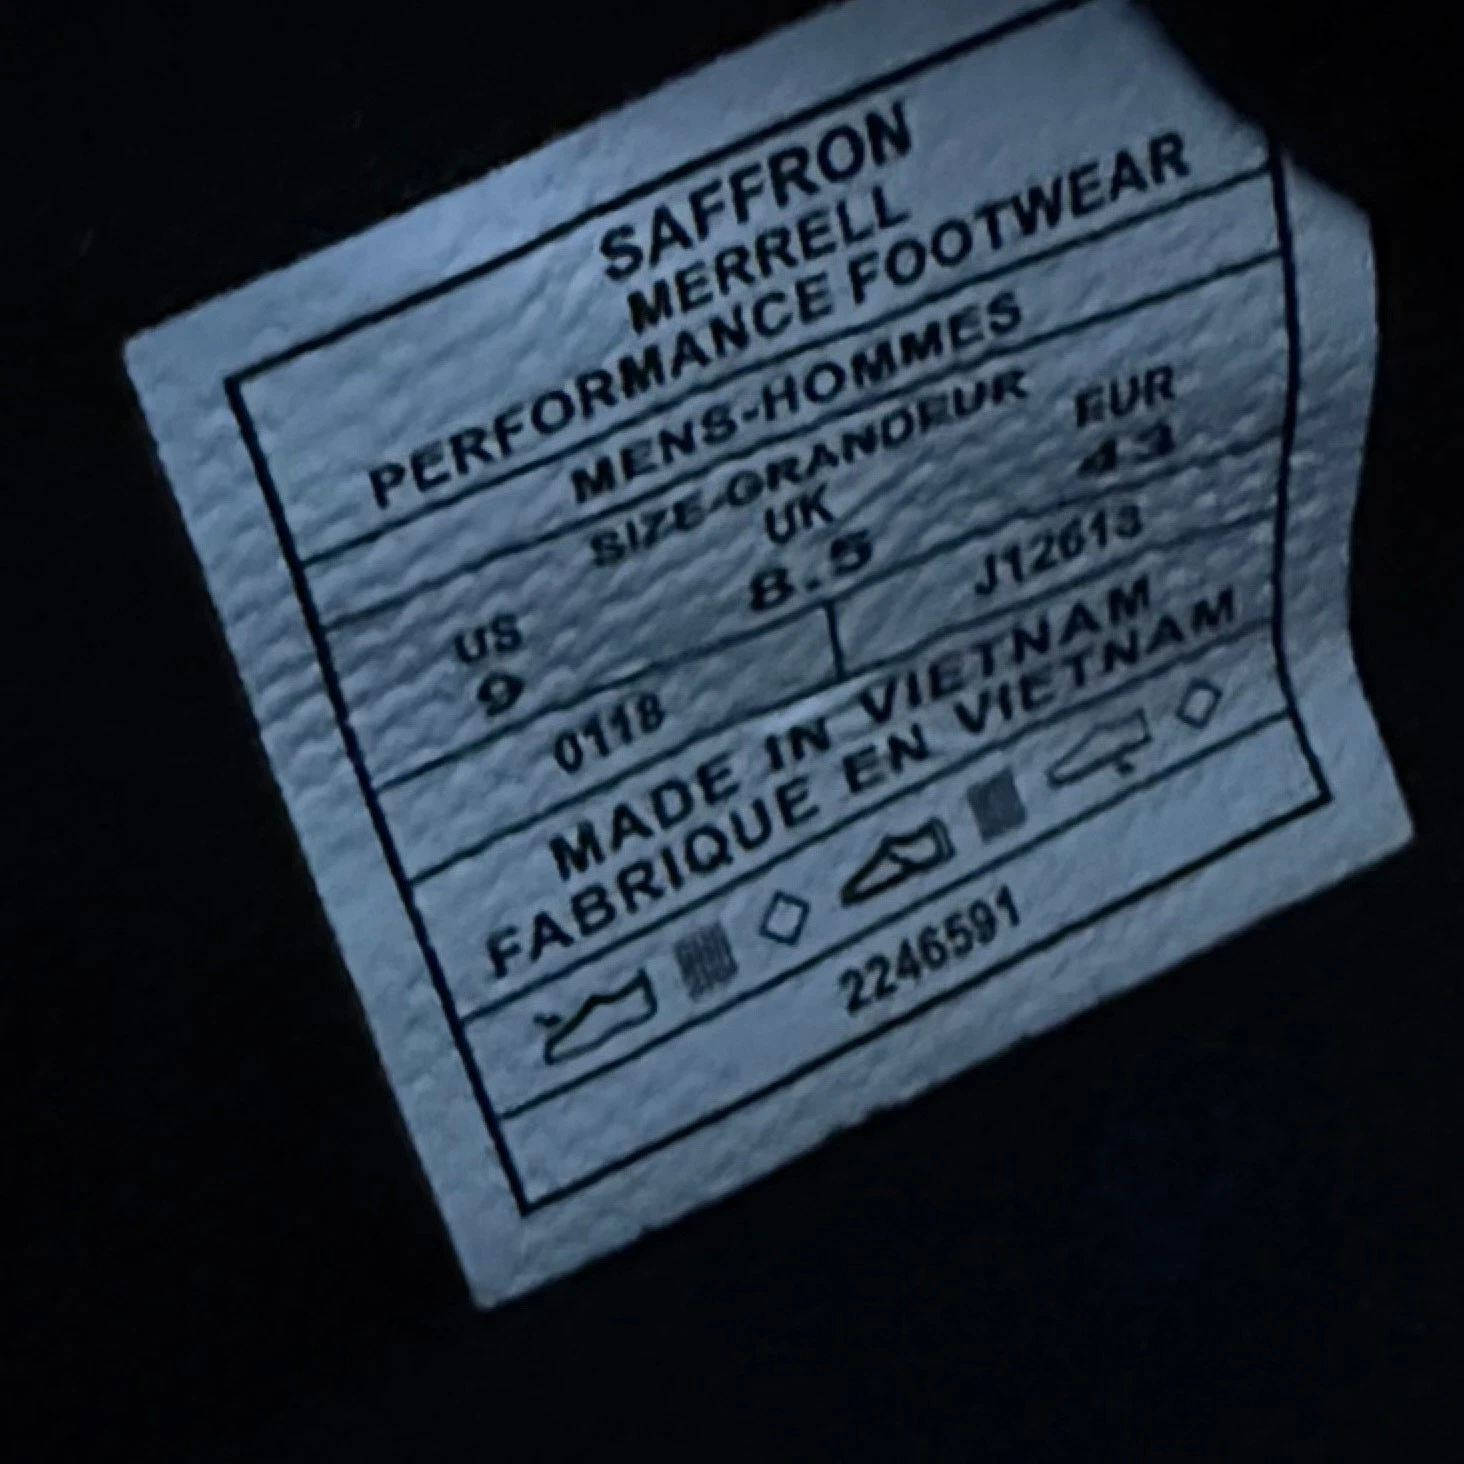 SAFFRON
MERRELL
PERFORMANCE FOOTWEAR
MENS-HOMMES
SIZE-GRANDEUR
US UK EUR
9 8.5 43
0118 J12613
MADE IN VIETNAM
FABRIQUE EN VIETNAM
2246591